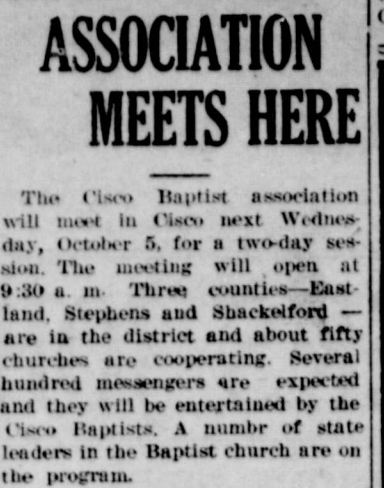 ASSOCIATION
MEETS HERE
The Cisco Baptist association
will meet in Cisco next Wednes-
day, October 5, for a two-day ses-
sion. The meeting will open at
9:30 a. m. Three counties—East-
land, Stephens and Shackelford —
are in the district and about fifty
churches are cooperating. Several
hundred messengers are expected
and they will be entertained by the
Cisco Baptists. A numbr of state
leaders in the Baptist church are on
the program.